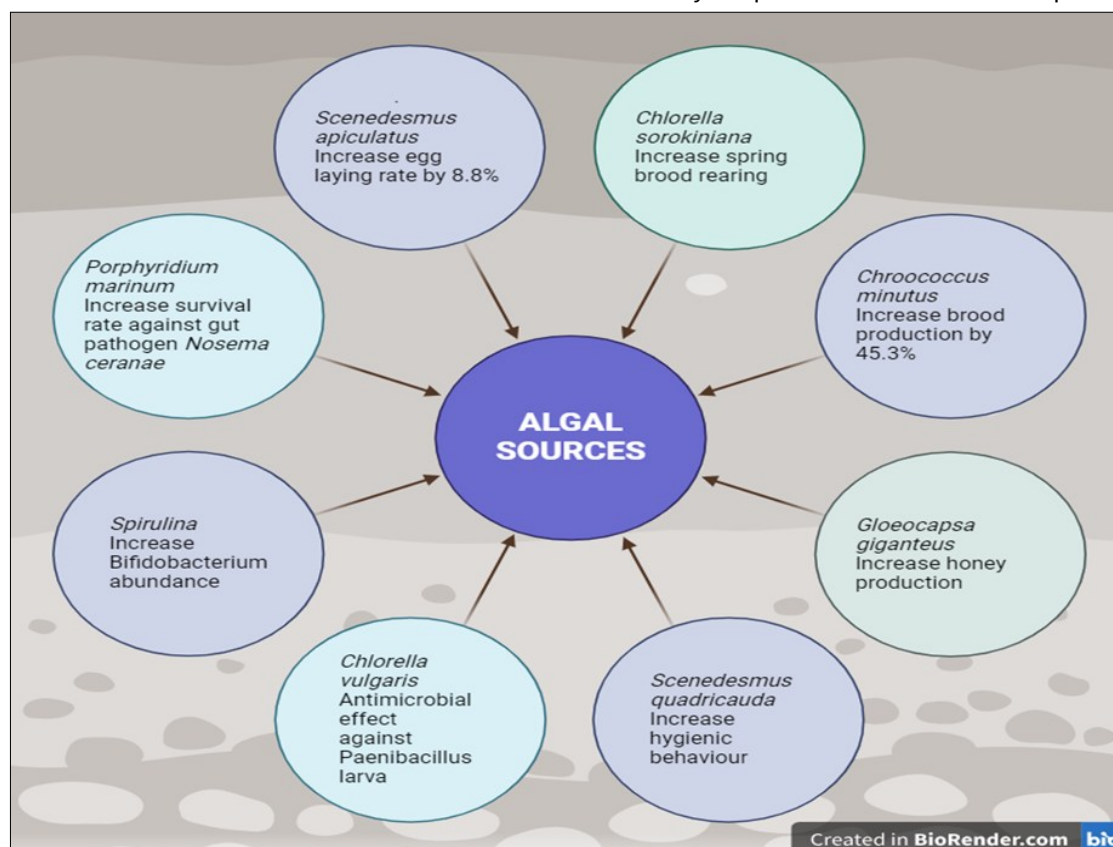 Scenedesmus
apiculatus
Increase egg
laying rate by 8.8%
Chlorella
sorokiniana
Increase spring
brood rearing
Porphyridium
marinum
Increase survival
rate against gut
pathogen Nosema
ceranae
Chroococcus
minutus
Increase brood
production by
45.3%
ALGAL
SOURCES
Spirulina
Increase
Bifidobacterium
abundance
Gloeocapsa
giganteus
Increase honey
production
Chlorella
vulgaris
Antimicrobial
effect
against
Paenibacillus
larva
Scenedesmus
quadricauda
Increase
hygienic
behaviour
Created in BioRender.com bio